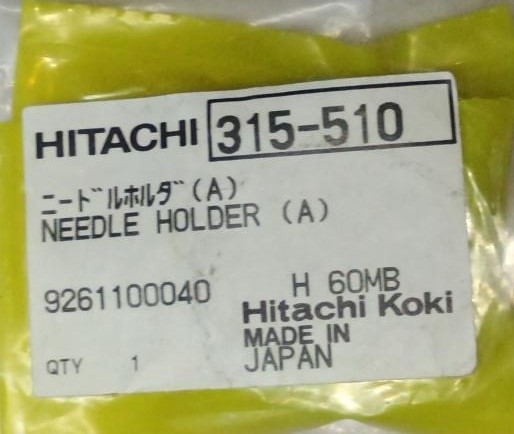 HITACHI 315-510
ニードルホルダ(A)
NEEDLE HOLDER (A)
9261100040 H 60MB
Hitachi Koki
MADE IN
QTY 1 JAPAN